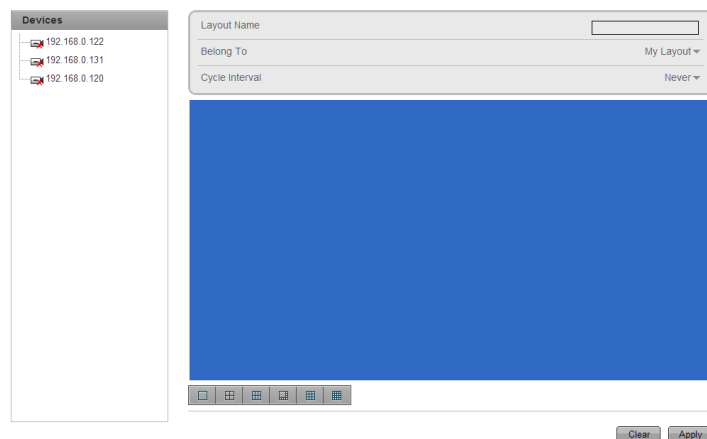 Devices
192.168.0.122
192.168.0.131
192.168.0.120
Layout Name
Belong To
My Layout
Cycle Interval
Never
Clear
Apply